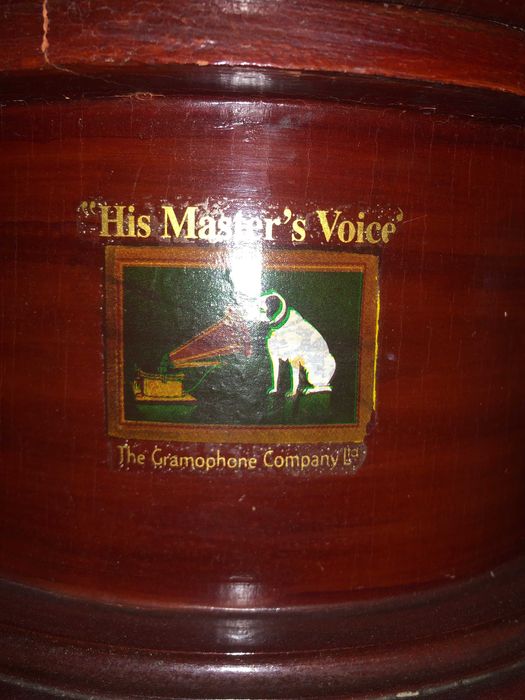 "His Master's Voice'
The Gramophone Company Ltd